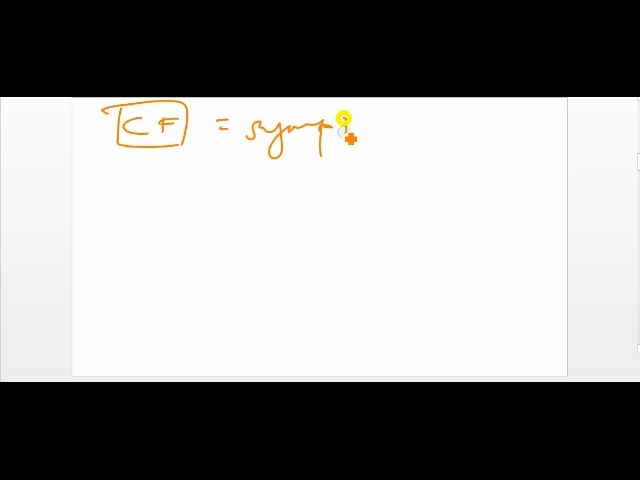 CF = symp